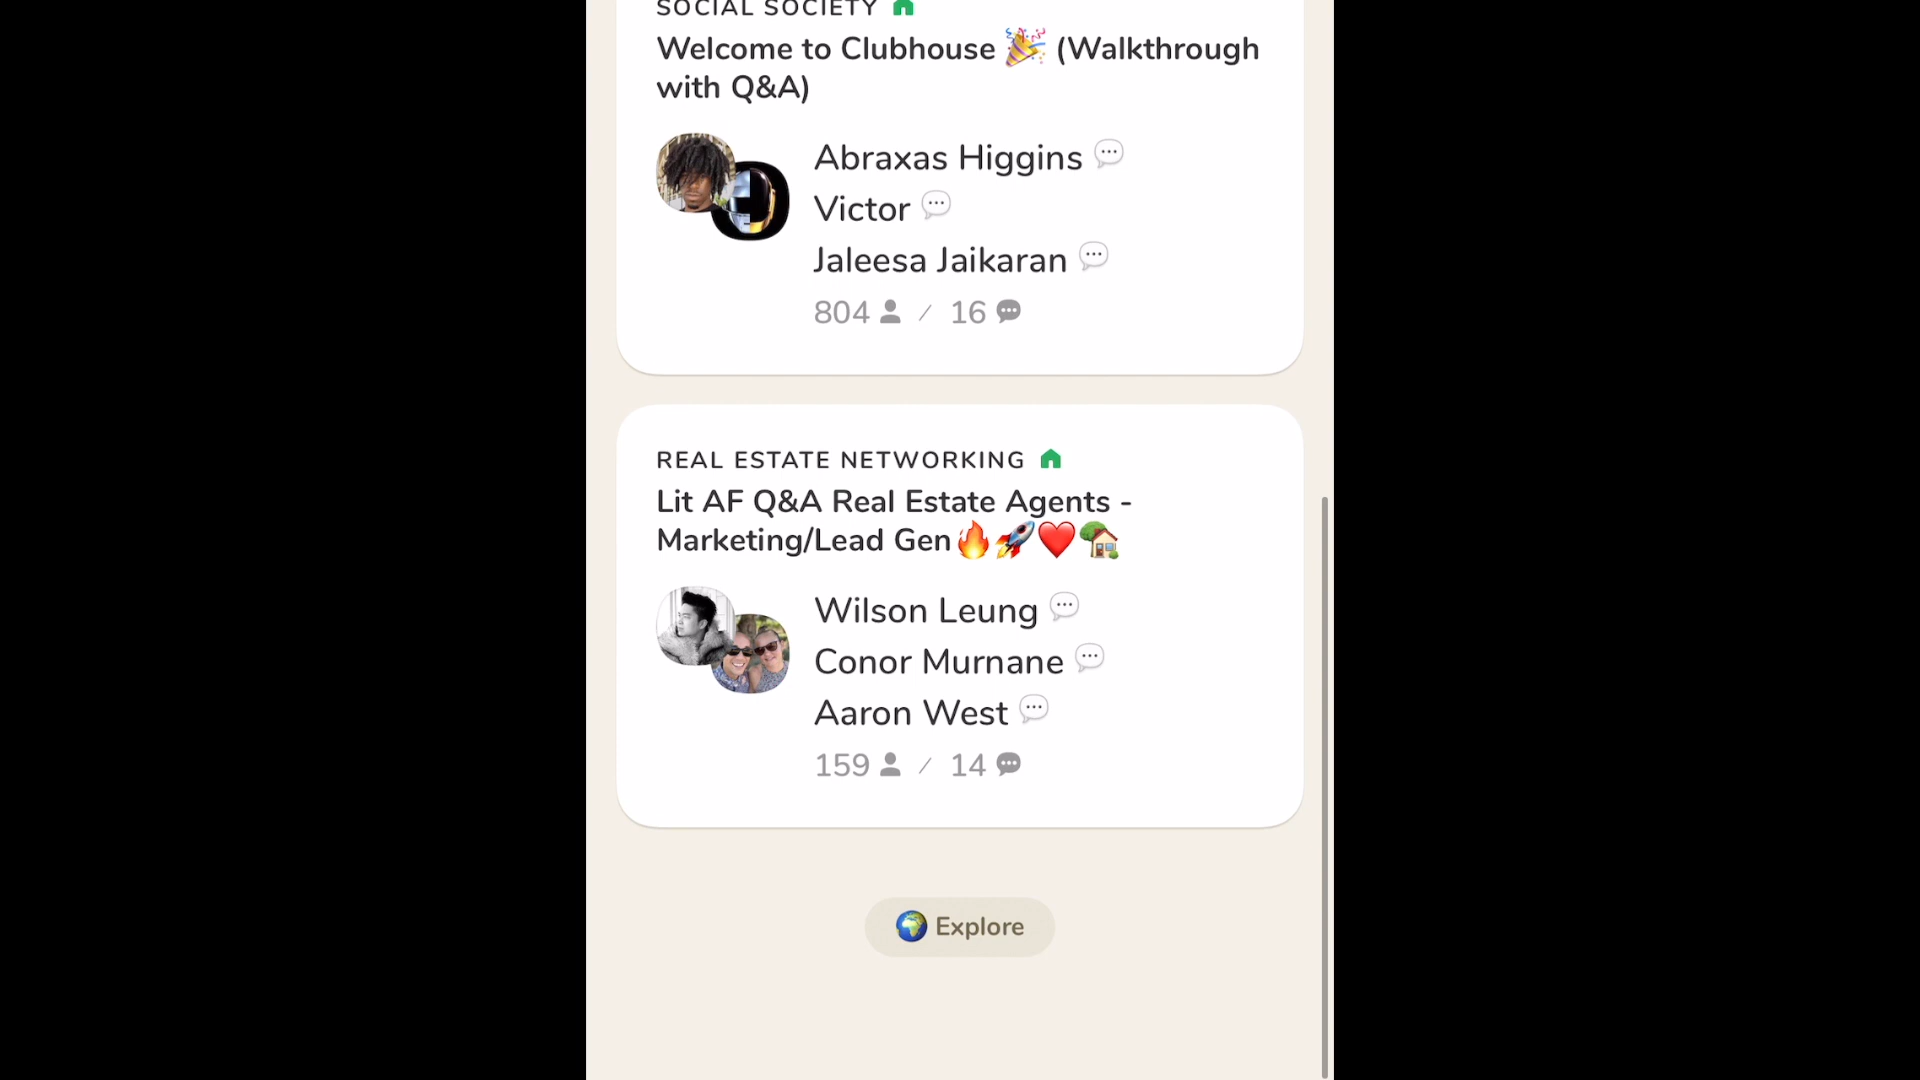 SOCIAL SOCIETY
Welcome to Clubhouse 🎉 (Walkthrough
with Q&A)
Abraxas Higgins 💬
Victor 💬
Jaleesa Jaikaran 💬
804 / 16
REAL ESTATE NETWORKING
Lit AF Q&A Real Estate Agents -
Marketing/Lead Gen🔥🚀❤️🏡
Wilson Leung 💬
Conor Murnane 💬
Aaron West 💬
159 / 14
🌍 Explore